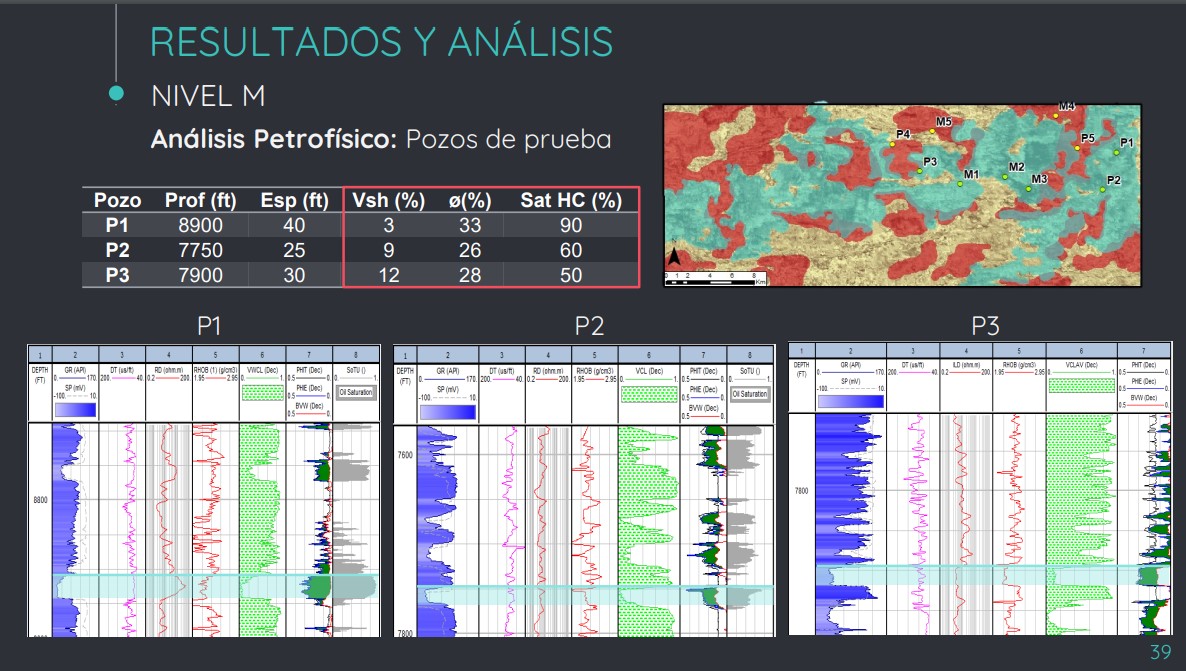 RESULTADOS Y ANÁLISIS
NIVEL M
Análisis Petrofísico: Pozos de prueba
Pozo Prof (ft) Esp (ft) Vsh (%) ø(%) Sat HC (%)
P1 8900 40 3 33 90
P2 7750 25 9 26 60
P3 7900 30 12 28 50
M4
M5
P4
P5
P1
P3
M2
M1
M3
P2
0 1 2 4 6 8
Km
P1
1 2 3 4 5 6 7 8
DEPTH (FT)
GR (API)
170.
SP (mV)
-100. 10.
DT (us/ft)
200. 40.
RD (ohm.m)
0.2 200.
RHOB (1) (g/cm3)
1.95 2.95
VWCL (Dec)
0. 1.
PHIT (Dec)
0.5 0.
PHIE (Dec)
0.5 0.
BVW (Dec)
0.5 0.
SoTU ()
0. 1.
Oil Saturation
8800
P2
1 2 3 4 5 6 7 8
DEPTH (FT)
GR (API)
0. 170.
SP (mV)
-100. 10.
DT (us/ft)
200. 40.
RD (ohm.m)
0.2 200.
RHOB (g/cm3)
1.95 2.95
VCL (Dec)
0. 1.
PHIT (Dec)
0.5 0.
PHIE (Dec)
0.5 0.
BVW (Dec)
0.5 0.
SoTU ()
0. 1.
Oil Saturation
7600
7800
P3
1 2 3 4 5 6 7
DEPTH (FT)
GR (API)
0. 170.
SP (mV)
-100. 10.
DT (us/ft)
200. 40.
ILD (ohm.m)
0.2 200.
RHOB (g/cm3)
1.95 2.95
VCLAV (Dec)
0. 1.
PHIT (Dec)
0.5 0.
PHIE (Dec)
0.5 0.
BVW (Dec)
0.5 0.
7800
39